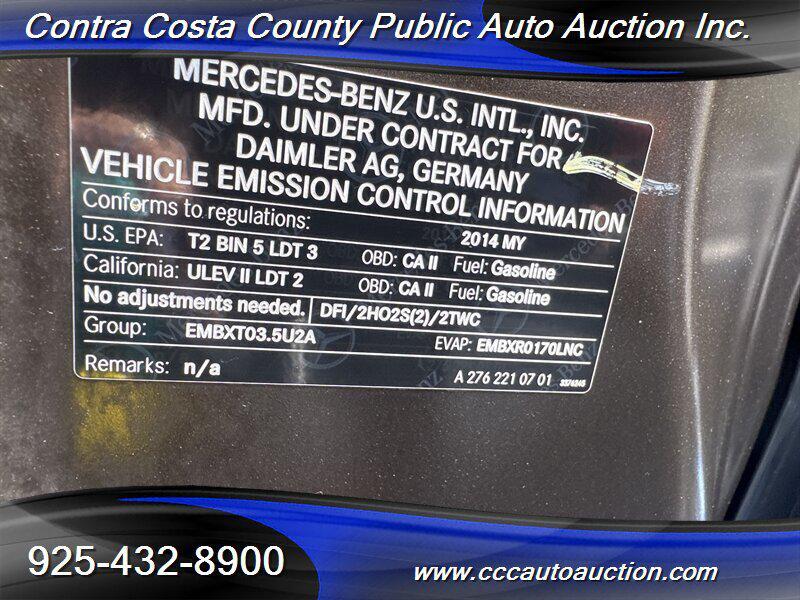 Contra Costa County Public Auto Auction Inc.
MERCEDES-BENZ U.S. INTL., INC.
MFD. UNDER CONTRACT FOR
DAIMLER AG, GERMANY
VEHICLE EMISSION CONTROL INFORMATION
Conforms to regulations: 2014 MY
U.S. EPA: T2 BIN 5 LDT 3 OBD: CA II Fuel: Gasoline
California: ULEV II LDT 2 OBD: CA II Fuel: Gasoline
No adjustments needed. DFI/2HO2S(2)/2TWC
Group: EMBXT03.5U2A EVAP: EMBXR0170LNC
Remarks: n/a A 276 221 07 01
925-432-8900
www.cccautoauction.com